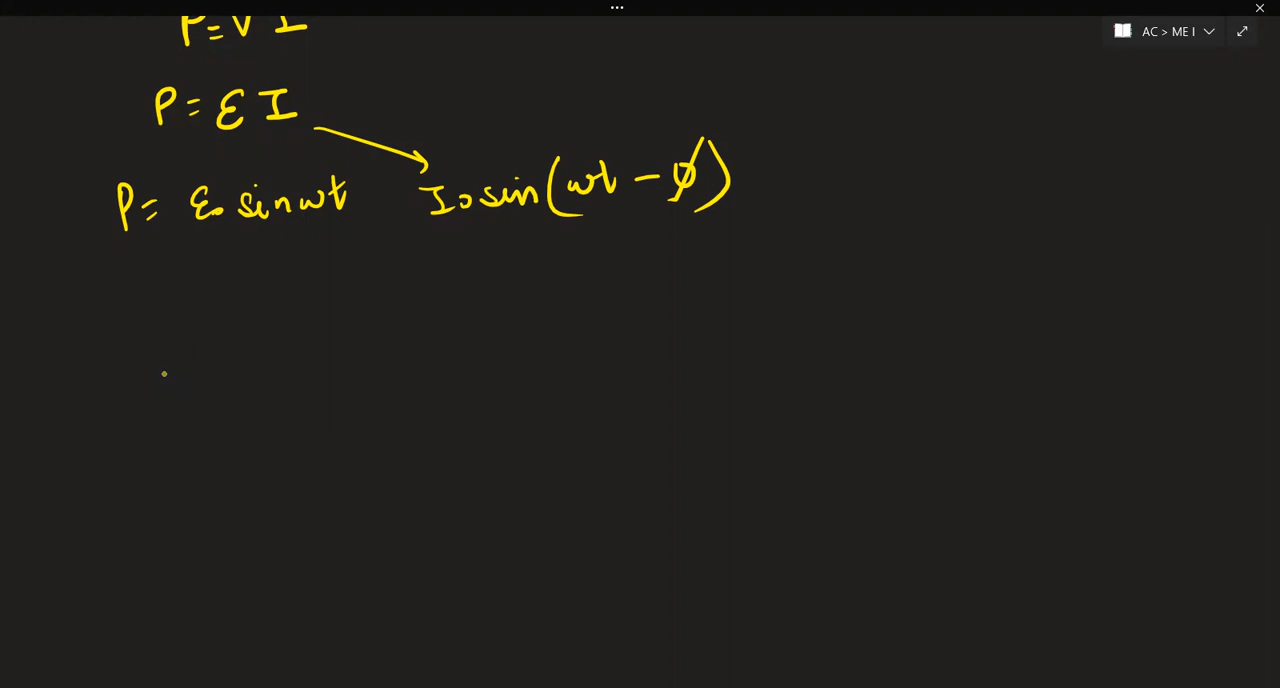 AC > ME I
P = V I
P = ε I
P = ε₀ sin ωt I₀ sin (ωt − ϕ)